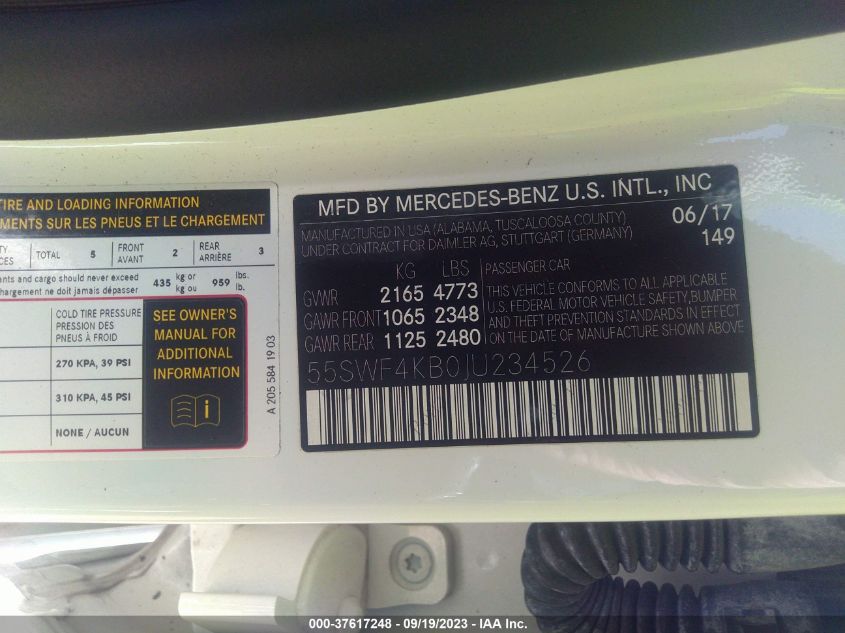 TIRE AND LOADING INFORMATION
SUR LES PNEUS ET LE CHARGEMENT
TOTAL 5 FRONT AVANT 2 REAR ARRIÈRE 3
and cargo should never exceed 435 kg or 959 lbs.
ne doit jamais dépasser kg ou lb.
COLD TIRE PRESSURE
PRESSION DES
PNEUS À FROID
270 KPA, 39 PSI
310 KPA, 45 PSI
NONE / AUCUN
SEE OWNER'S
MANUAL FOR
ADDITIONAL
INFORMATION
A 205 584 19 03
MFD BY MERCEDES-BENZ U.S. INTL., INC
MANUFACTURED IN USA (ALABAMA, TUSCALOOSA COUNTY)
UNDER CONTRACT FOR DAIMLER AG, STUTTGART (GERMANY)
06/17
149
KG LBS
GVWR 2165 4773
GAWR FRONT 1065 2348
GAWR REAR 1125 2480
PASSENGER CAR
THIS VEHICLE CONFORMS TO ALL APPLICABLE
U.S. FEDERAL MOTOR VEHICLE SAFETY, BUMPER
AND THEFT PREVENTION STANDARDS IN EFFECT
ON THE DATE OF MANUFACTURE SHOWN ABOVE
55SWF4KB0JU234526
000-37617248 - 09/19/2023 - IAA Inc.